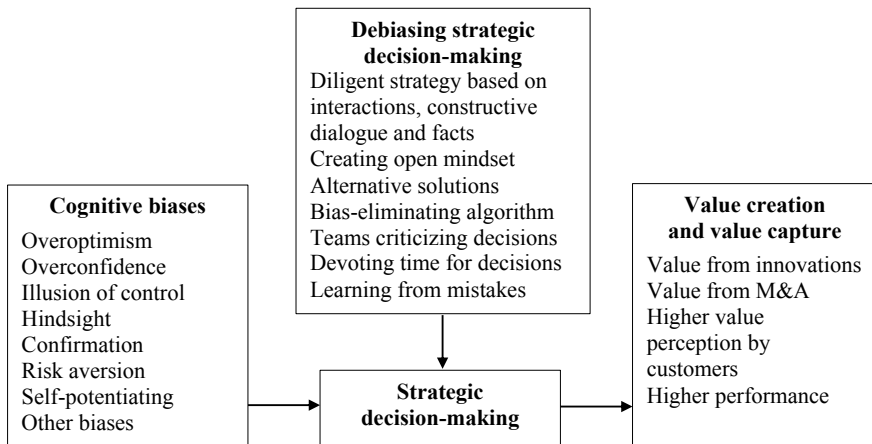 Debiasing strategic
decision-making
Diligent strategy based on
interactions, constructive
dialogue and facts
Creating open mindset
Alternative solutions
Bias-eliminating algorithm
Teams criticizing decisions
Devoting time for decisions
Learning from mistakes
Cognitive biases
Overoptimism
Overconfidence
Illusion of control
Hindsight
Confirmation
Risk aversion
Self-potentiating
Other biases
Strategic
decision-making
Value creation
and value capture
Value from innovations
Value from M&A
Higher value
perception by
customers
Higher performance